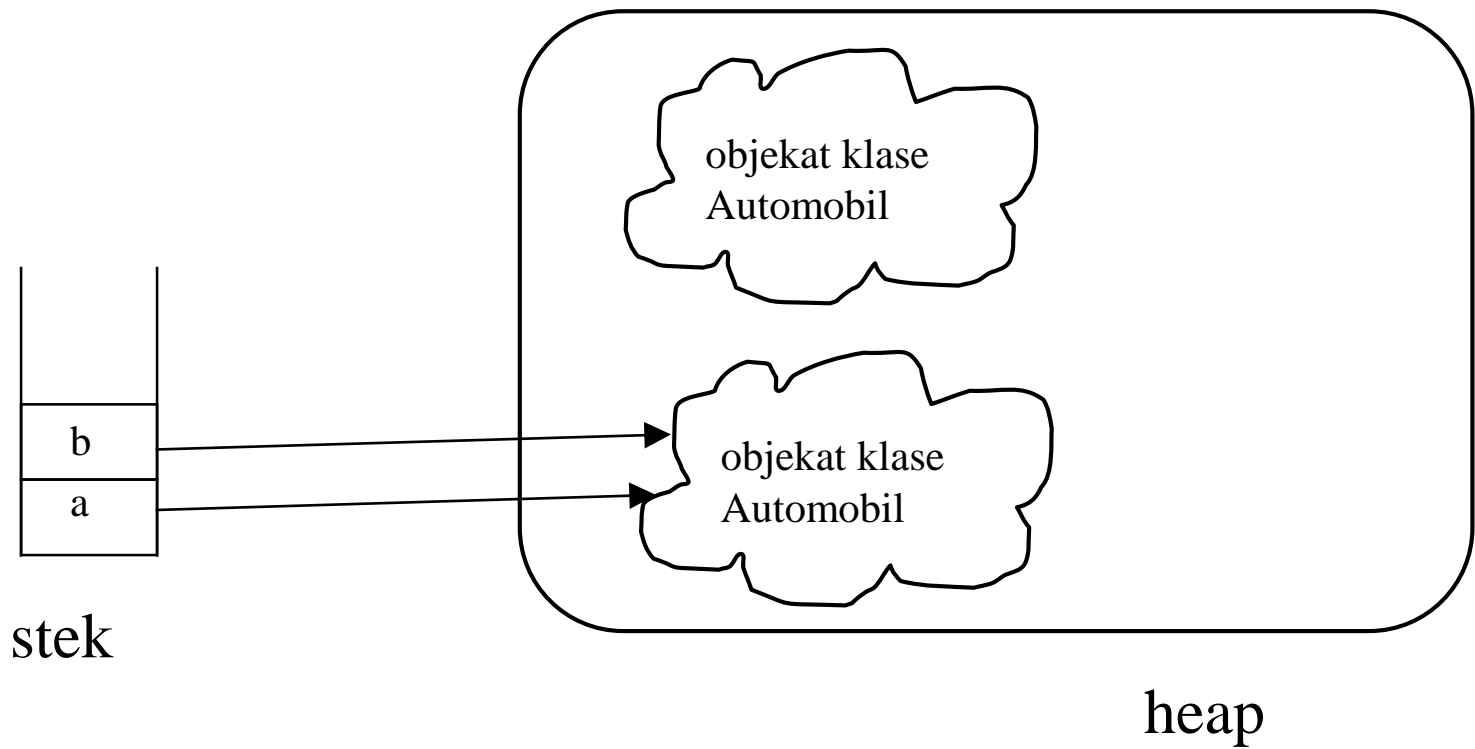 objekat klase
Automobil
b
a
objekat klase
Automobil
stek
heap